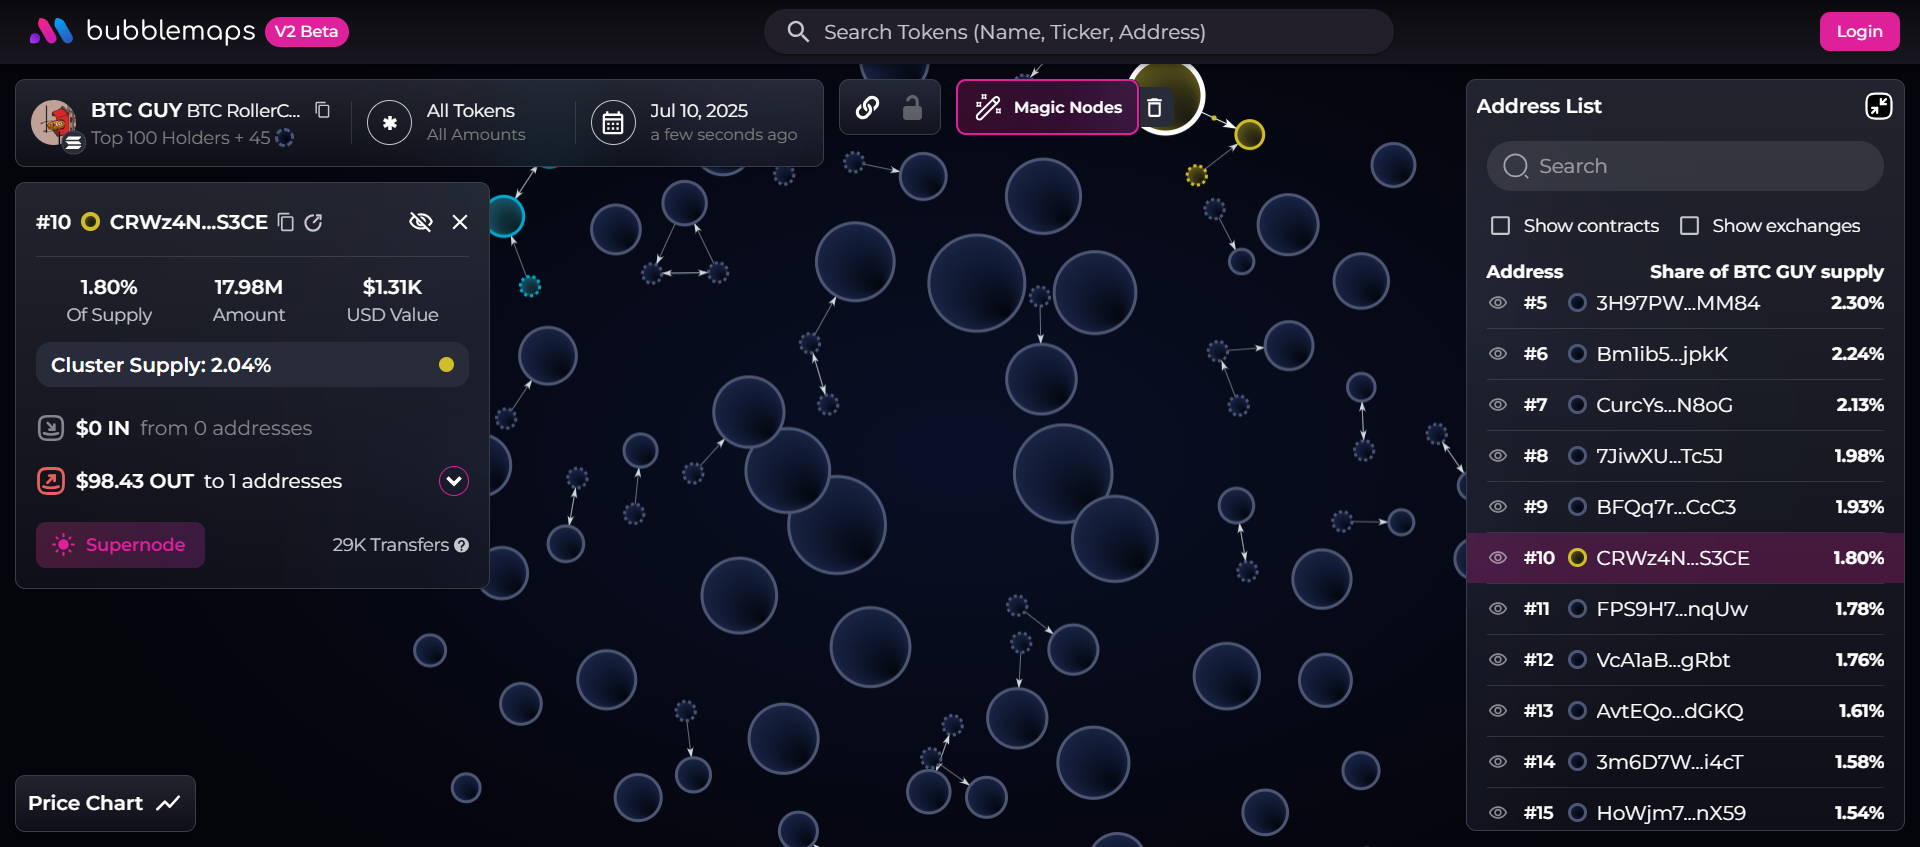 bubblemaps V2 Beta
Search Tokens (Name, Ticker, Address)
Login
BTC GUY BTC RollerC...
Top 100 Holders + 45
All Tokens
All Amounts
Jul 10, 2025
a few seconds ago
Magic Nodes
#10 CRWz4N...S3CE
1.80% 17.98M $1.31K
Of Supply Amount USD Value
Cluster Supply: 2.04%
$0 IN from 0 addresses
$98.43 OUT to 1 addresses
Supernode 29K Transfers ?
Price Chart
Address List
Search
Show contracts Show exchanges
Address Share of BTC GUY supply
#5 3H97PW...MM84 2.30%
#6 Bm1ib5...jpkK 2.24%
#7 CurcYs...N8oG 2.13%
#8 7JiwXU...Tc5J 1.98%
#9 BFQq7r...CcC3 1.93%
#10 CRWz4N...S3CE 1.80%
#11 FPS9H7...nqUw 1.78%
#12 VcA1aB...gRbt 1.76%
#13 AvtEQo...dGKQ 1.61%
#14 3m6D7W...i4cT 1.58%
#15 HoWjm7...nX59 1.54%